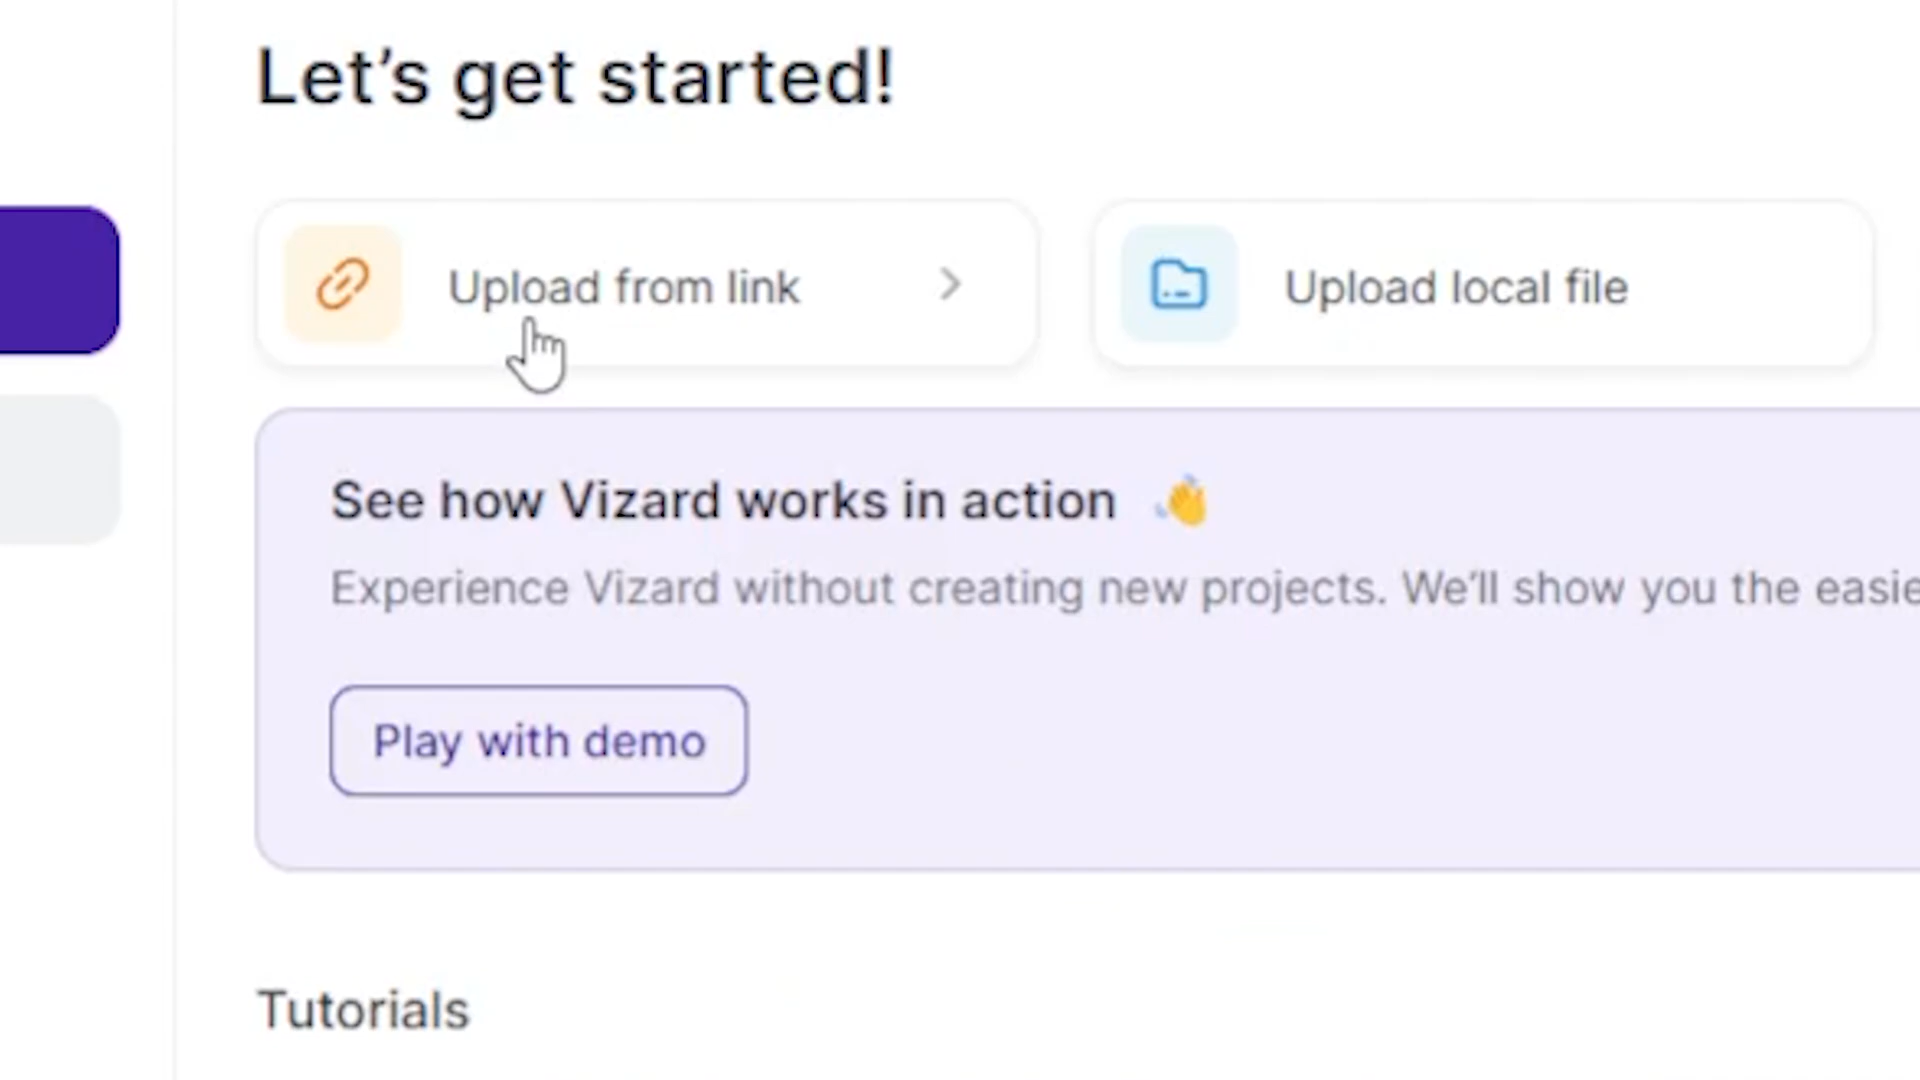 Let’s get started!
Upload from link
Upload local file
See how Vizard works in action 👋
Experience Vizard without creating new projects. We’ll show you the easie
Play with demo
Tutorials